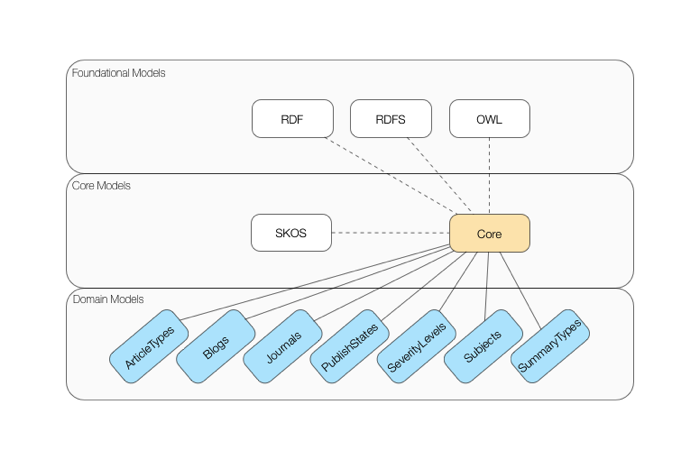 Foundational Models
RDF
RDFS
OWL
Core Models
SKOS
Core
Domain Models
ArticleTypes
Blogs
Journals
PublishStates
SeverityLevels
Subjects
SummaryTypes